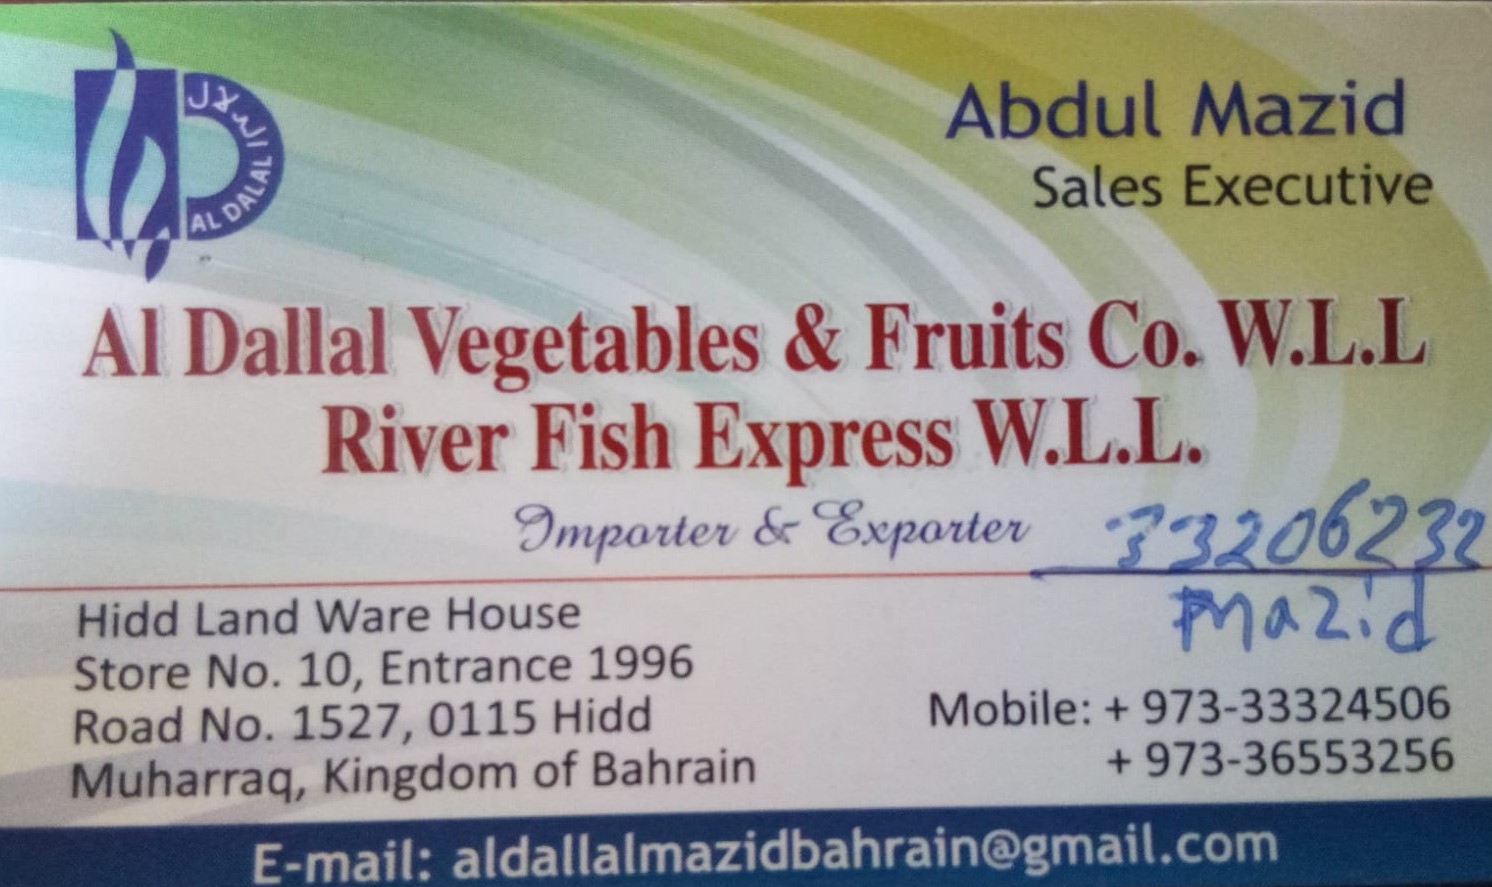 الدلال
AL DALAL
Abdul Mazid
Sales Executive
Al Dallal Vegetables & Fruits Co. W.L.L
River Fish Express W.L.L.
Importer & Exporter
33206232
Mazid
Hidd Land Ware House
Store No. 10, Entrance 1996
Road No. 1527, 0115 Hidd
Muharraq, Kingdom of Bahrain
Mobile: + 973-33324506
+ 973-36553256
E-mail: aldallalmazidbahrain@gmail.com